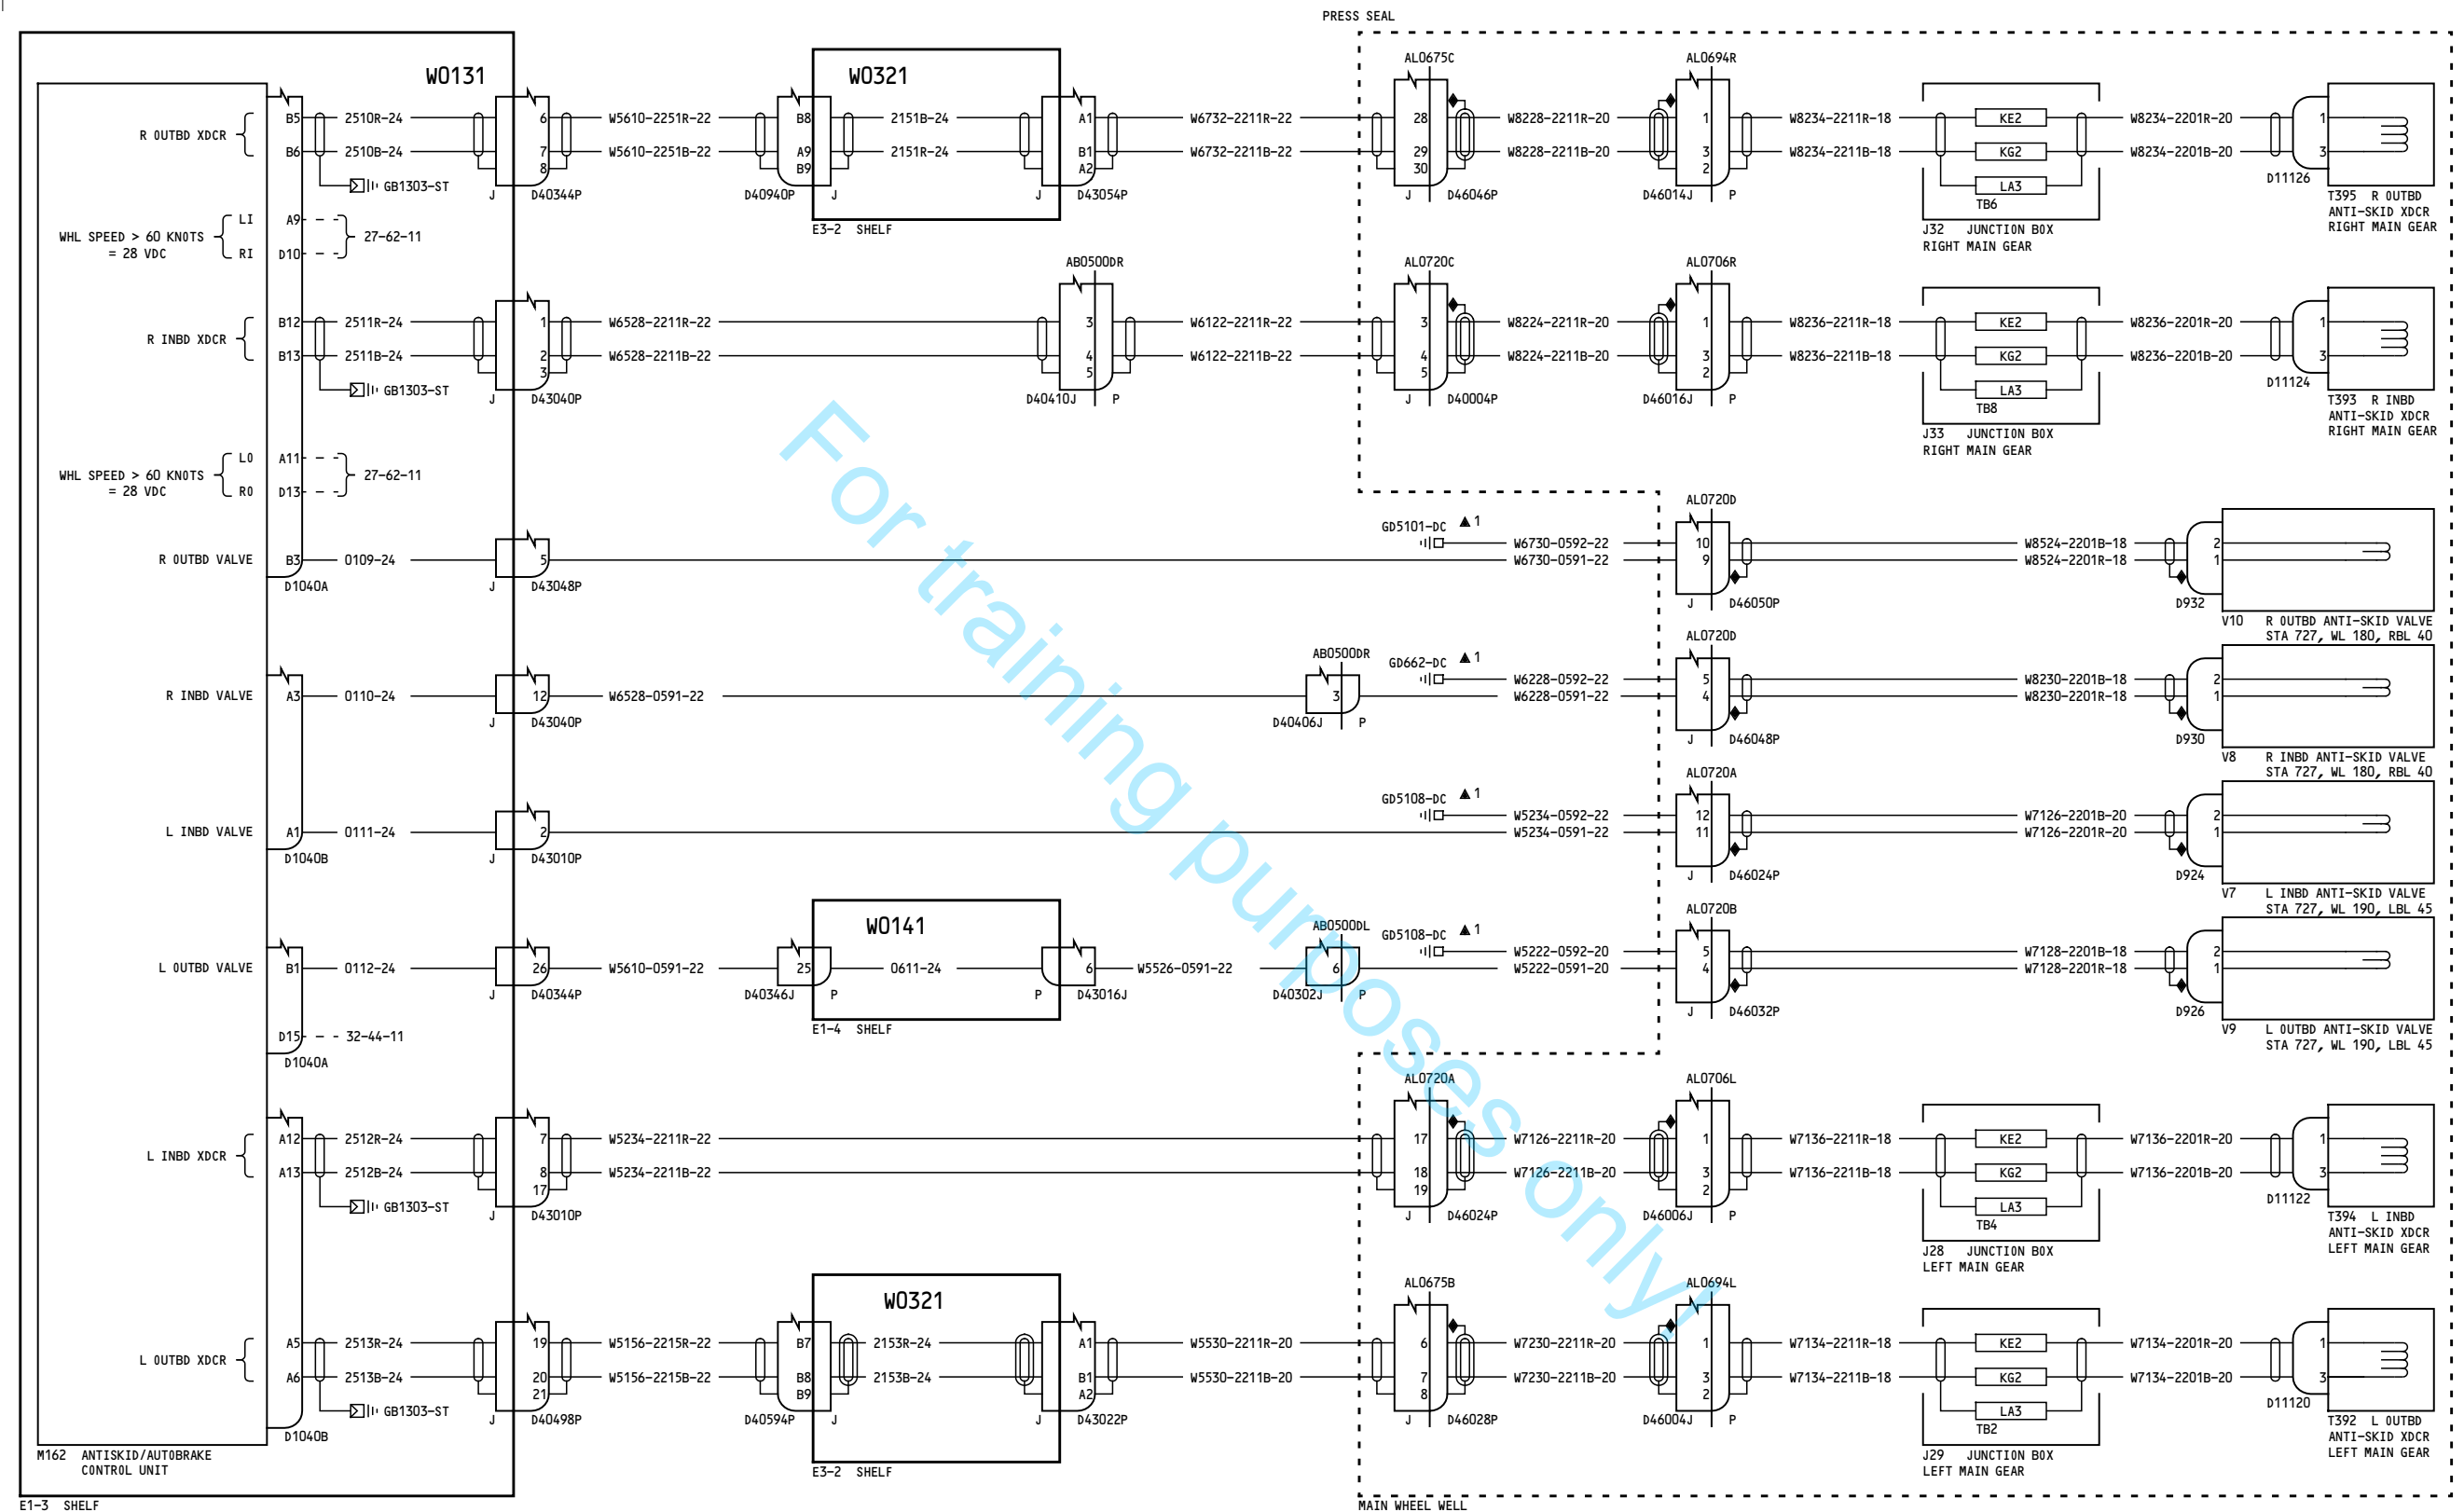 PRESS SEAL
W0131
R OUTBD XDCR
B5 2510R-24 6 W5610-2251R-22 B8
B6 2510B-24 7 W5610-2251B-22 A9
8 B9
GB1303-ST
J D40344P D40940P J
W0321
2151B-24 A1 W6732-2211R-22
2151R-24 B1 W6732-2211B-22
A2
J D43054P
E3-2 SHELF
AL0675C
28 W8228-2211R-20
29 W8228-2211B-20
30
J D46046P
AL0694R
1 W8234-2211R-18
3 W8234-2211B-18
2
D46014J P
KE2 W8234-2201R-20 1
KG2 W8234-2201B-20 3
LA3
TB6
J32 JUNCTION BOX
RIGHT MAIN GEAR
D11126
T395 R OUTBD
ANTI-SKID XDCR
RIGHT MAIN GEAR
WHL SPEED > 60 KNOTS
= 28 VDC
LI A9
RI D10
27-62-11
R INBD XDCR
B12 2511R-24 1 W6528-2211R-22
B13 2511B-24 2 W6528-2211B-22
3
GB1303-ST
J D43040P
AB0500DR
3 W6122-2211R-22
4 W6122-2211B-22
5
D40410J P
AL0720C
3 W8224-2211R-20
4 W8224-2211B-20
5
J D40004P
AL0706R
1 W8236-2211R-18
3 W8236-2211B-18
2
D46016J P
KE2 W8236-2201R-20 1
KG2 W8236-2201B-20 3
LA3
TB8
J33 JUNCTION BOX
RIGHT MAIN GEAR
D11124
T393 R INBD
ANTI-SKID XDCR
RIGHT MAIN GEAR
WHL SPEED > 60 KNOTS
= 28 VDC
LO A11
RO D13
27-62-11
R OUTBD VALVE B3 0109-24 5
D1040A J D43048P
GD5101-DC ▲1
W6730-0592-22
W6730-0591-22
AL0720D
10 W8524-2201B-18 2
9 W8524-2201R-18 1
J D46050P D932
V10 R OUTBD ANTI-SKID VALVE
STA 727, WL 180, RBL 40
R INBD VALVE A3 0110-24 12 W6528-0591-22
J D43040P
AB0500DR
3
D40406J P
GD662-DC ▲1
W6228-0592-22
W6228-0591-22
AL0720D
5 W8230-2201B-18 2
4 W8230-2201R-18 1
J D46048P D930
V8 R INBD ANTI-SKID VALVE
STA 727, WL 180, RBL 40
L INBD VALVE A1 0111-24 2
D1040B J D43010P
GD5108-DC ▲1
W5234-0592-22
W5234-0591-22
AL0720A
12 W7126-2201B-20 2
11 W7126-2201R-20 1
J D46024P D924
V7 L INBD ANTI-SKID VALVE
STA 727, WL 190, LBL 45
L OUTBD VALVE B1 0112-24 26 W5610-0591-22 25
J D40344P D40346J P
W0141
0611-24 6 W5526-0591-22
P D43016J
E1-4 SHELF
AB0500DL
6
D40302J P
GD5108-DC ▲1
W5222-0592-20
W5222-0591-20
AL0720B
5 W7128-2201B-18 2
4 W7128-2201R-18 1
J D46032P D926
V9 L OUTBD ANTI-SKID VALVE
STA 727, WL 190, LBL 45
D15 32-44-11
D1040A
L INBD XDCR
A12 2512R-24 7 W5234-2211R-22
A13 2512B-24 8 W5234-2211B-22
17
GB1303-ST
J D43010P
AL0720A
17 W7126-2211R-20
18 W7126-2211B-20
19
J D46024P
AL0706L
1 W7136-2211R-18
3 W7136-2211B-18
2
D46006J P
KE2 W7136-2201R-20 1
KG2 W7136-2201B-20 3
LA3
TB4
J28 JUNCTION BOX
LEFT MAIN GEAR
D11122
T394 L INBD
ANTI-SKID XDCR
LEFT MAIN GEAR
L OUTBD XDCR
A5 2513R-24 19 W5156-2215R-22 B7
A6 2513B-24 20 W5156-2215B-22 B8
21 B9
GB1303-ST
D1040B J D40498P D40594P J
W0321
2153R-24 A1 W5530-2211R-20
2153B-24 B1 W5530-2211B-20
A2
J D43022P
E3-2 SHELF
AL0675B
6 W7230-2211R-20
7 W7230-2211B-20
8
J D46028P
AL0694L
1 W7134-2211R-18
3 W7134-2211B-18
2
D46004J P
KE2 W7134-2201R-20 1
KG2 W7134-2201B-20 3
LA3
TB2
J29 JUNCTION BOX
LEFT MAIN GEAR
D11120
T392 L OUTBD
ANTI-SKID XDCR
LEFT MAIN GEAR
M162 ANTISKID/AUTOBRAKE
CONTROL UNIT
E1-3 SHELF
MAIN WHEEL WELL
For training purposes only!